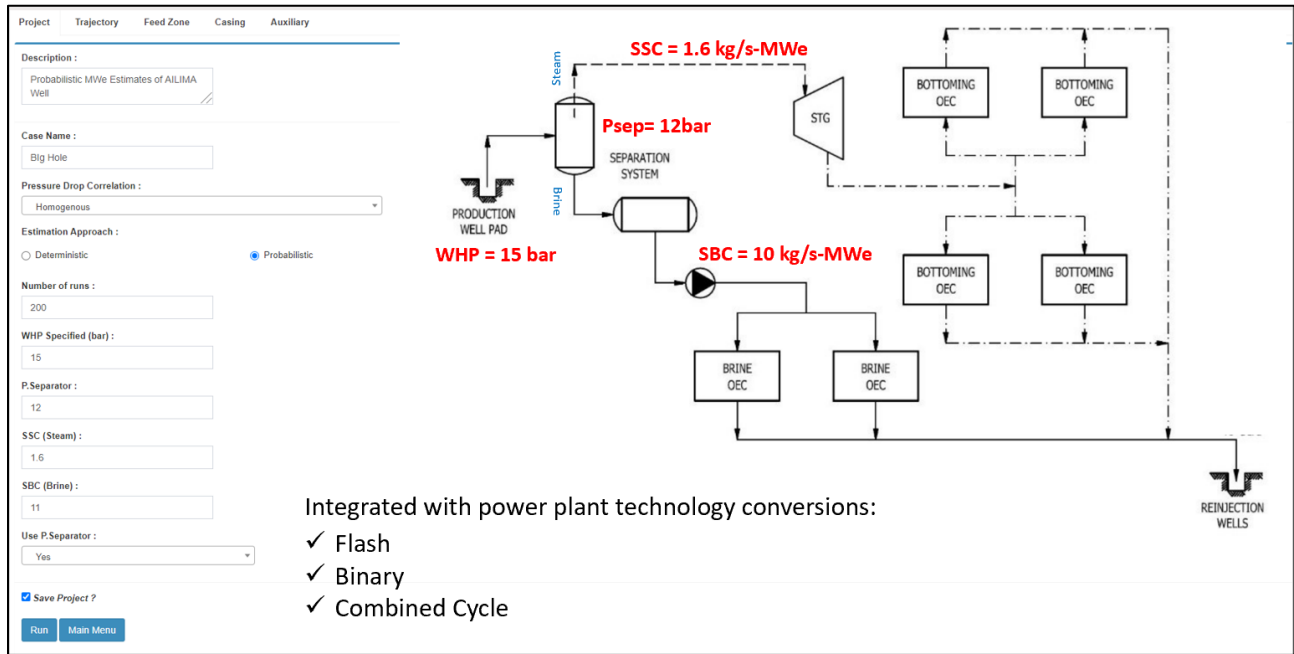 Project Trajectory Feed Zone Casing Auxiliary
Description :
Probabilistic MWe Estimates of AILIMA
Well
Case Name :
Big Hole
Pressure Drop Correlation :
Homogenous
Estimation Approach :
Deterministic
Probabilistic
Number of runs :
200
WHP Specified (bar) :
15
P.Separator :
12
SSC (Steam) :
1.6
SBC (Brine) :
11
Use P.Separator :
Yes
Save Project ?
Run
Main Menu
SSC = 1.6 kg/s-MWe
Steam
Psep= 12bar
SEPARATION
SYSTEM
Brine
PRODUCTION
WELL PAD
WHP = 15 bar
SBC = 10 kg/s-MWe
STG
BOTTOMING
OEC
BOTTOMING
OEC
BOTTOMING
OEC
BOTTOMING
OEC
BRINE
OEC
BRINE
OEC
REINJECTION
WELLS
Integrated with power plant technology conversions:
✓ Flash
✓ Binary
✓ Combined Cycle